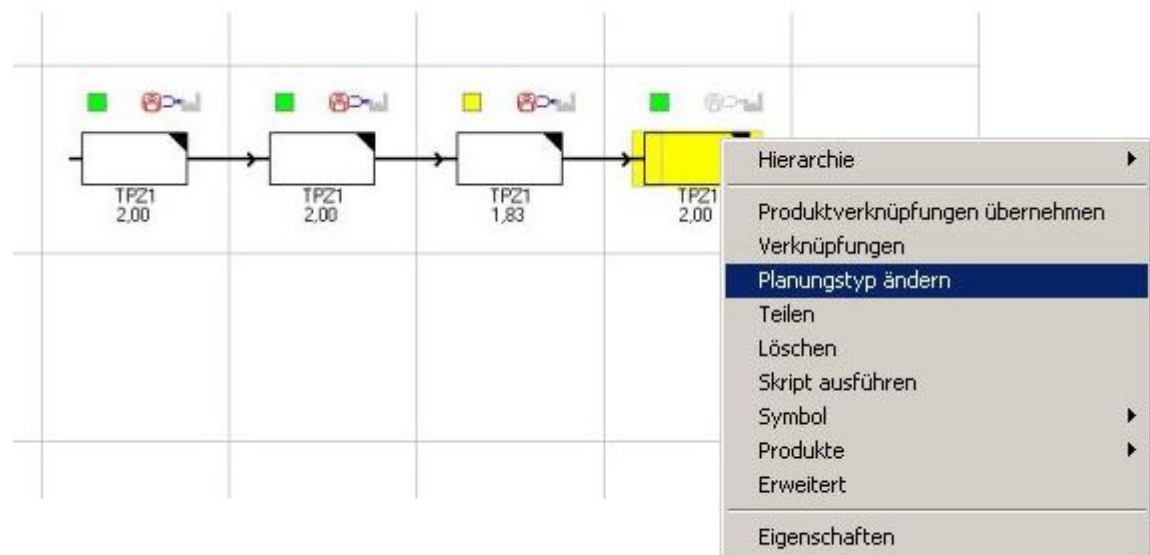 TPZ1
2,00
TPZ1
2,00
TPZ1
1,83
TPZ1
2,00
Hierarchie
Produktverknüpfungen übernehmen
Verknüpfungen
Planungstyp ändern
Teilen
Löschen
Skript ausführen
Symbol
Produkte
Erweitert
Eigenschaften